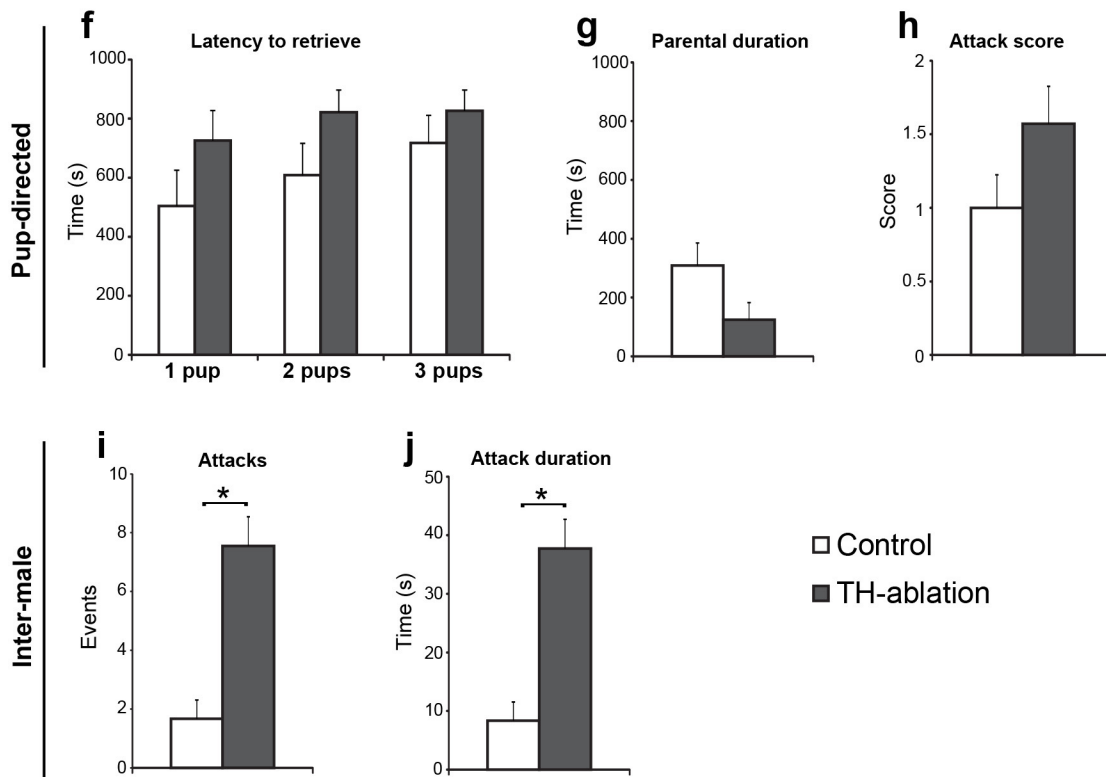 Pup-directed
f
Latency to retrieve
Time (s)
1000
800
600
400
200
0
1 pup 2 pups 3 pups
g
Parental duration
Time (s)
1000
800
600
400
200
0
h
Attack score
Score
2
1.5
1
0.5
0
Inter-male
i
Attacks
Events
10
8
6
4
2
0
*
j
Attack duration
Time (s)
50
40
30
20
10
0
*
Control
TH-ablation